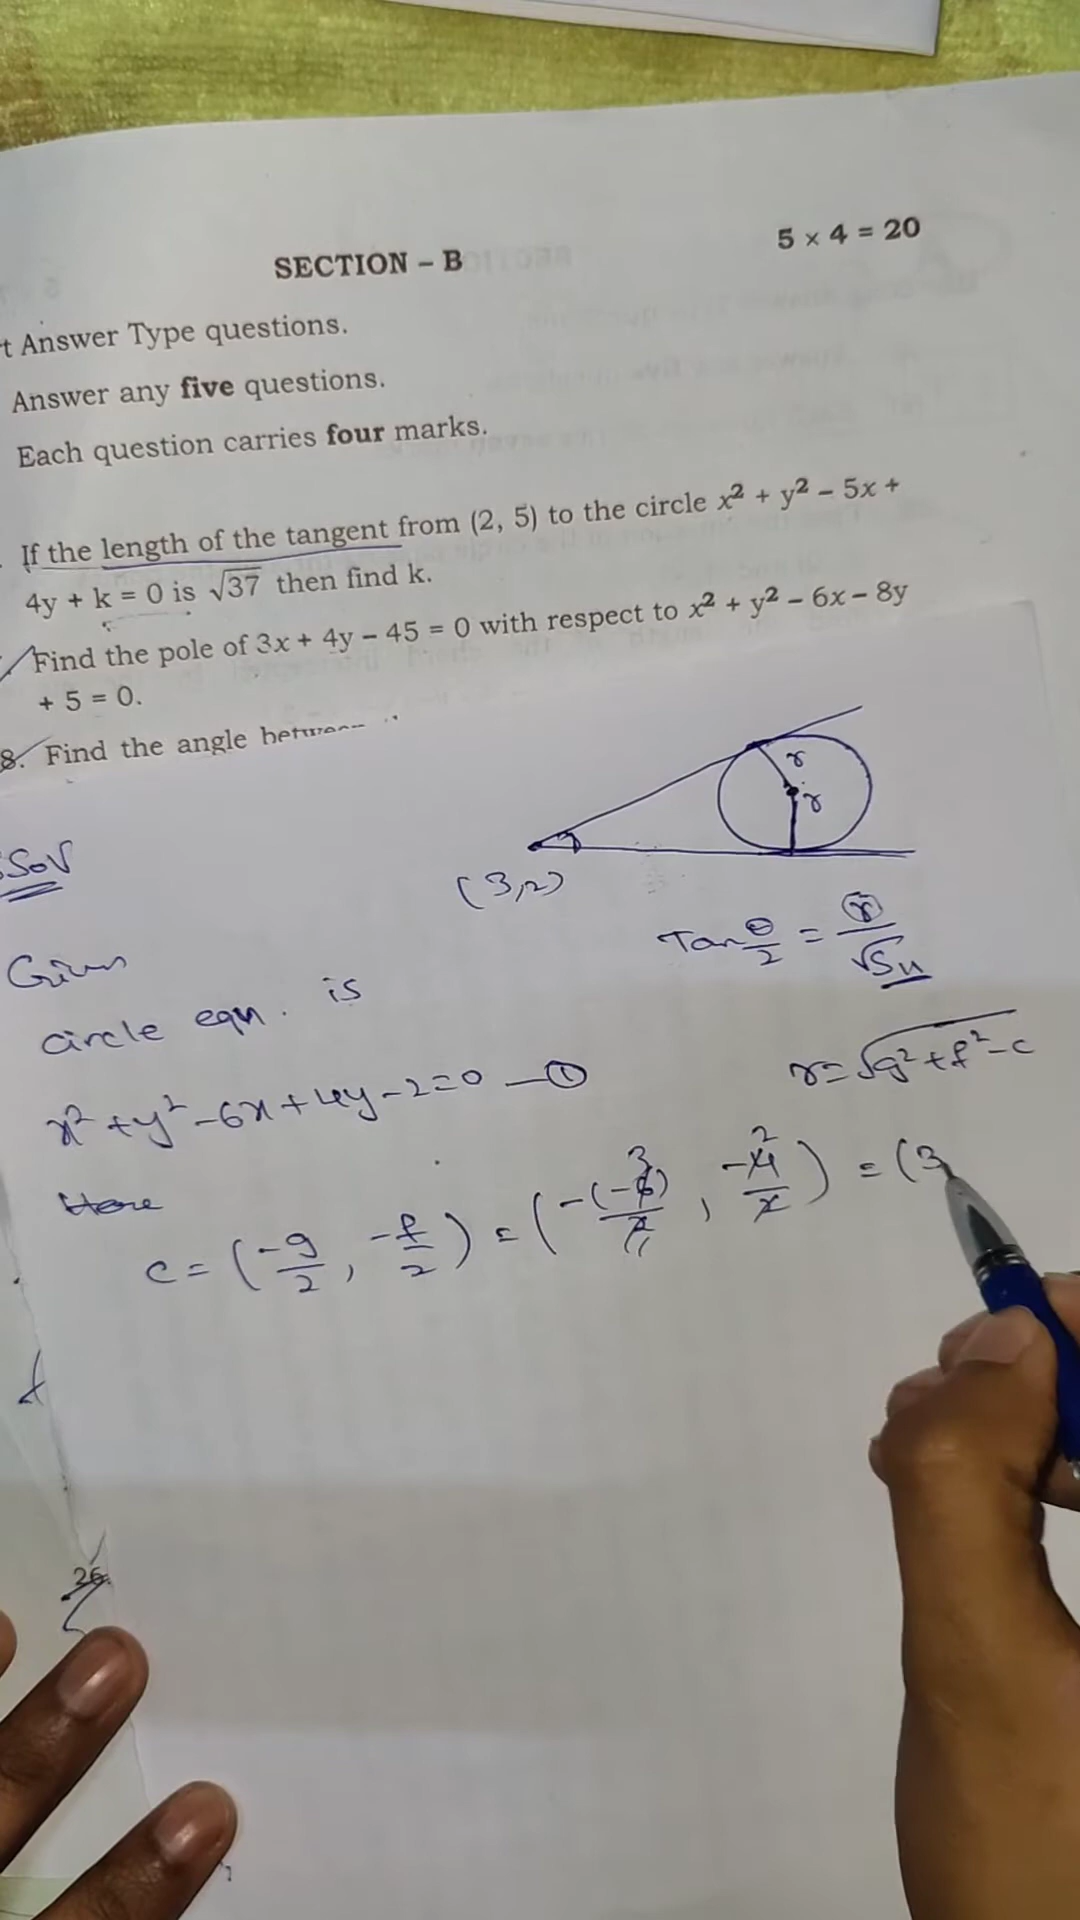 5 × 4 = 20
SECTION – B
t Answer Type questions.
Answer any five questions.
Each question carries four marks.
If the length of the tangent from (2, 5) to the circle x² + y² – 5x +
4y + k = 0 is √37 then find k.
Find the pole of 3x + 4y – 45 = 0 with respect to x² + y² – 6x – 8y
+ 5 = 0.
8. Find the angle between
r
r
(3,2)
Tan θ/2 = r/√S₁₁
Given
circle eqn. is
r=√g²+f²-c
x²+y²-6x+4y-2=0 —①
Here
c = (-g/2, -f/2) = (-(-6)/2, -4/2) = (3
26.